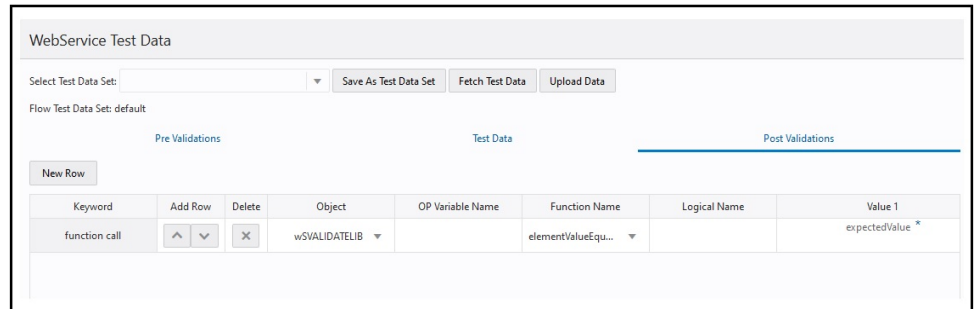 WebService Test Data
Select Test Data Set: Save As Test Data Set Fetch Test Data Upload Data
Flow Test Data Set: default
Pre Validations Test Data Post Validations
New Row
Keyword Add Row Delete Object OP Variable Name Function Name Logical Name Value 1
function call wSVALIDATELIB elementValueEqu... expectedValue *